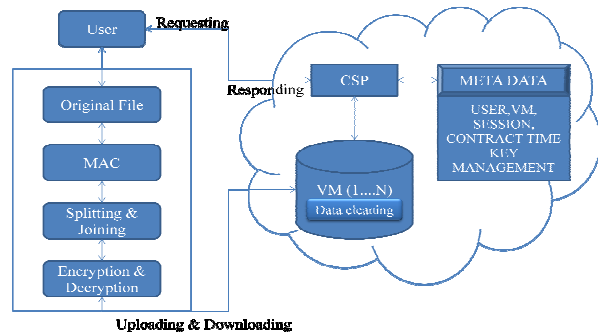 User
Requesting
Responding
CSP
META DATA
USER,VM,
SESSION,
CONTRACT TIME
KEY
MANAGEMENT
Original File
MAC
Splitting &
Joining
Encryption &
Decryption
VM (1....N)
Data cleaning
Uploading & Downloading